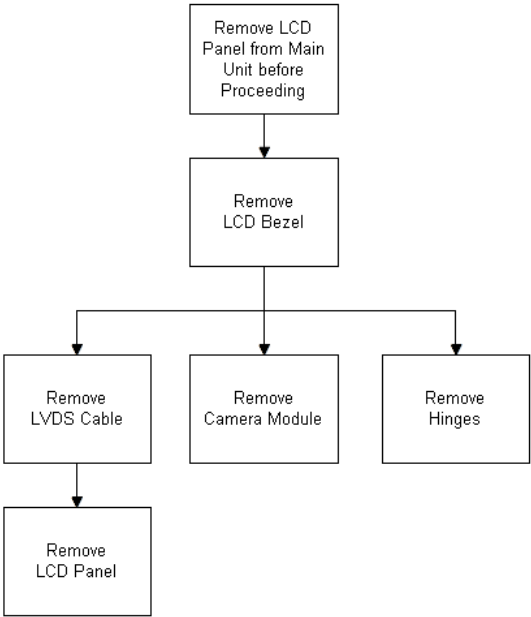 Remove LCD
Panel from Main
Unit before
Proceeding
Remove
LCD Bezel
Remove
LVDS Cable
Remove
Camera Module
Remove
Hinges
Remove
LCD Panel